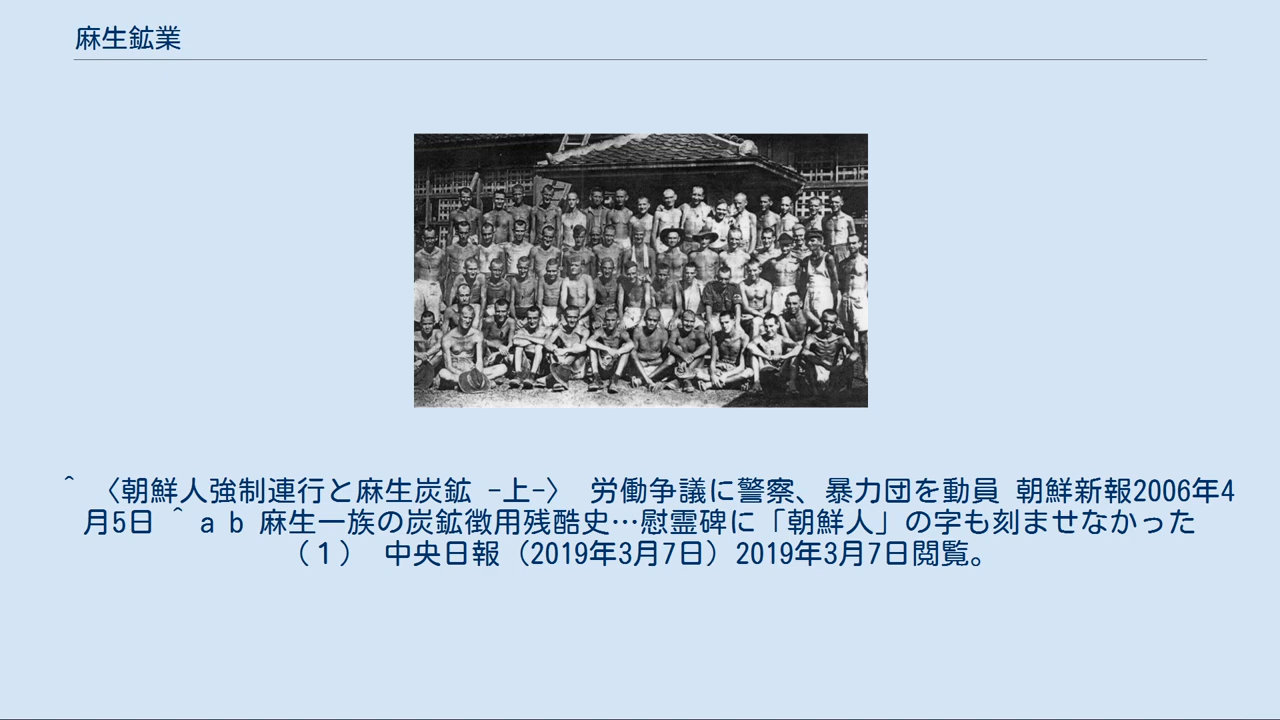 麻生鉱業
^ 〈朝鮮人強制連行と麻生炭鉱 -上-〉 労働争議に警察、暴力団を動員 朝鮮新報2006年4
月5日 ^ a b 麻生一族の炭鉱徴用残酷史…慰霊碑に「朝鮮人」の字も刻ませなかった
（１） 中央日報（2019年3月7日）2019年3月7日閲覧。